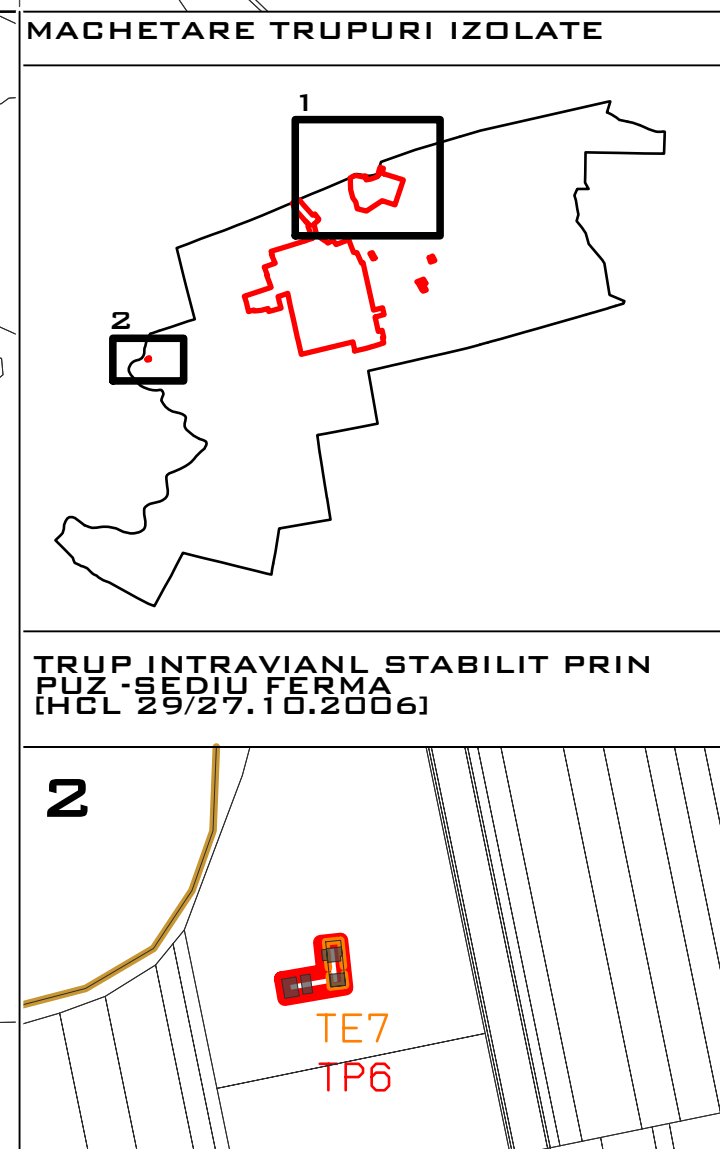 MACHETARE TRUPURI IZOLATE
1
2
TRUP INTRAVIANL STABILIT PRIN
PUZ -SEDIU FERMA
[HCL 29/27.10.2006]
2
TE7
TP6